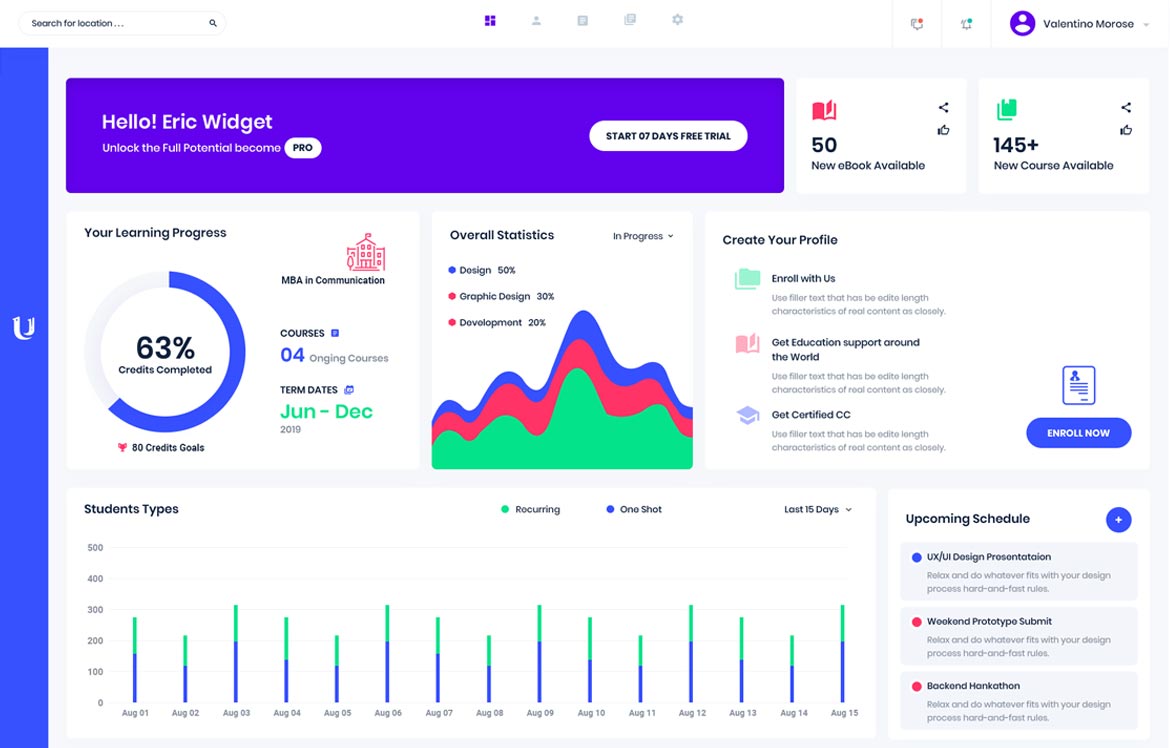 Search for location . . .
Valentino Morose
Hello! Eric Widget
Unlock the Full Potential become PRO
START 07 DAYS FREE TRIAL
50
New eBook Available
145+
New Course Available
Your Learning Progress
MBA in Communication
63%
Credits Completed
80 Credits Goals
COURSES
04 Onging Courses
TERM DATES
Jun - Dec
2019
Overall Statistics
In Progress
Design 50%
Graphic Design 30%
Development 20%
Create Your Profile
Enroll with Us
Use filler text that has be edite length
characteristics of real content as closely.
Get Education support around
the World
Use filler text that has be edite length
characteristics of real content as closely.
Get Certified CC
Use filler text that has be edite length
characteristics of real content as closely.
ENROLL NOW
U
Students Types
Recurring
One Shot
Last 15 Days
500
400
300
200
100
0
Aug 01 Aug 02 Aug 03 Aug 04 Aug 05 Aug 06 Aug 07 Aug 08 Aug 09 Aug 10 Aug 11 Aug 12 Aug 13 Aug 14 Aug 15
Upcoming Schedule
+
UX/UI Design Presentataion
Relax and do whatever fits with your design
process hard-and-fast rules.
Weekend Prototype Submit
Relax and do whatever fits with your design
process hard-and-fast rules.
Backend Hankathon
Relax and do whatever fits with your design
process hard-and-fast rules.